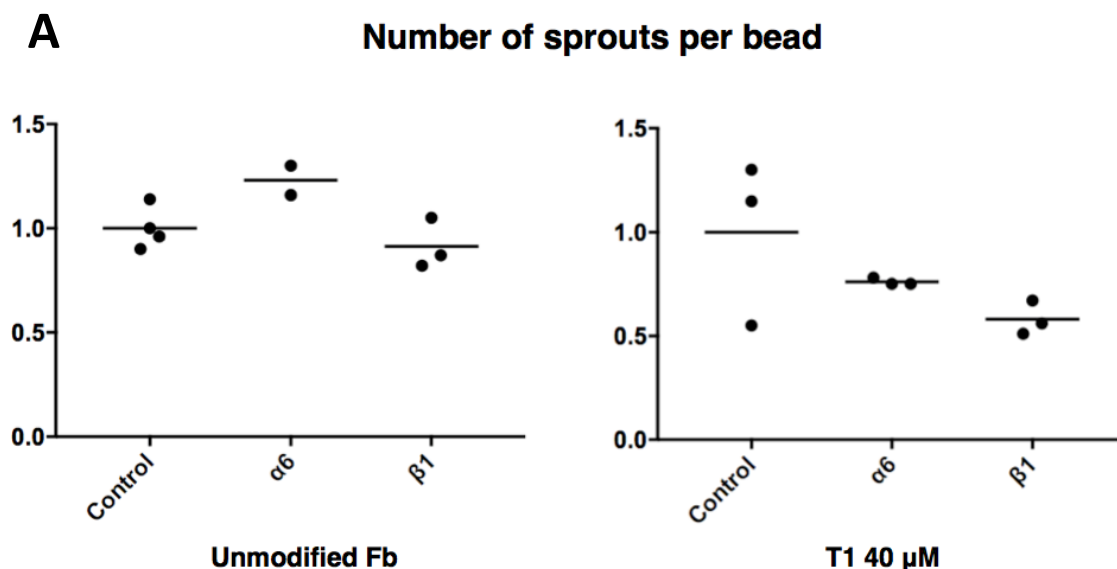 A
Number of sprouts per bead
1.5
1.0
0.5
0.0
Control
α6
β1
Unmodified Fb
1.5
1.0
0.5
0.0
Control
α6
β1
T1 40 μM